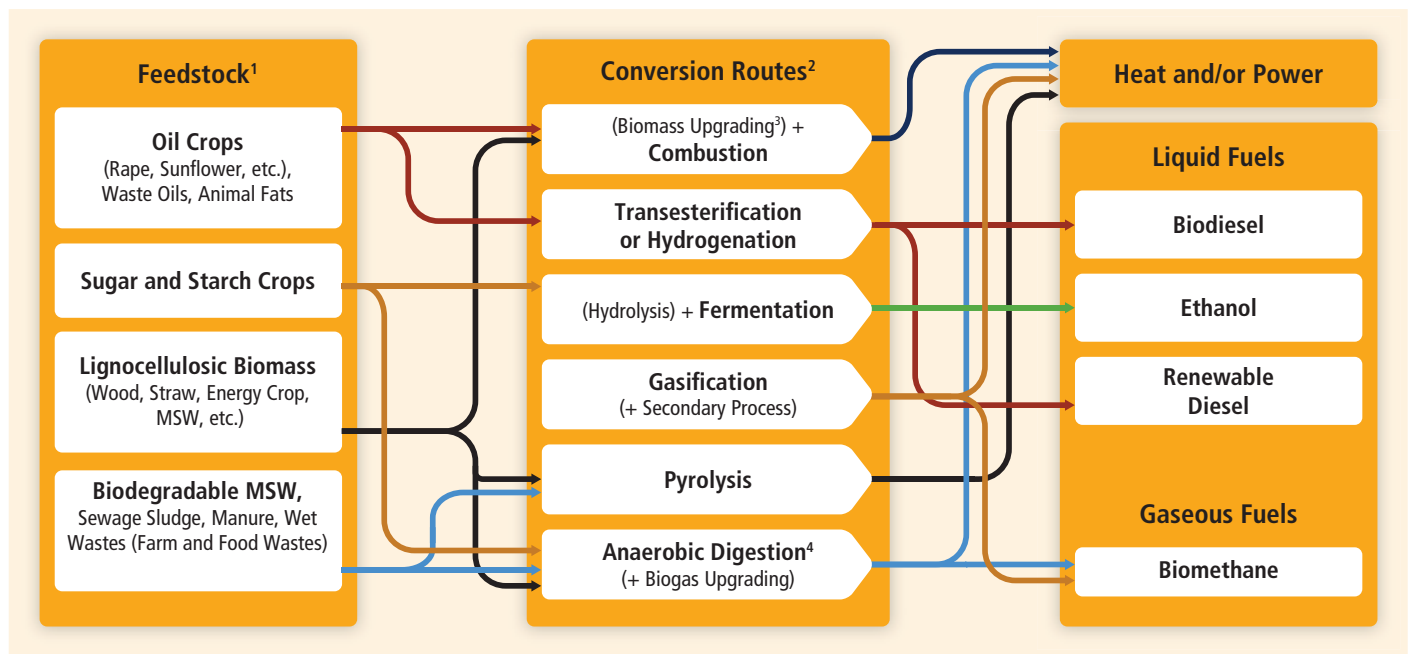 Feedstock¹
Oil Crops
(Rape, Sunflower, etc.),
Waste Oils, Animal Fats
Sugar and Starch Crops
Lignocellulosic Biomass
(Wood, Straw, Energy Crop,
MSW, etc.)
Biodegradable MSW,
Sewage Sludge, Manure, Wet
Wastes (Farm and Food Wastes)
Conversion Routes²
(Biomass Upgrading³) +
Combustion
Transesterification
or Hydrogenation
(Hydrolysis) + Fermentation
Gasification
(+ Secondary Process)
Pyrolysis
Anaerobic Digestion⁴
(+ Biogas Upgrading)
Heat and/or Power
Liquid Fuels
Biodiesel
Ethanol
Renewable
Diesel
Gaseous Fuels
Biomethane